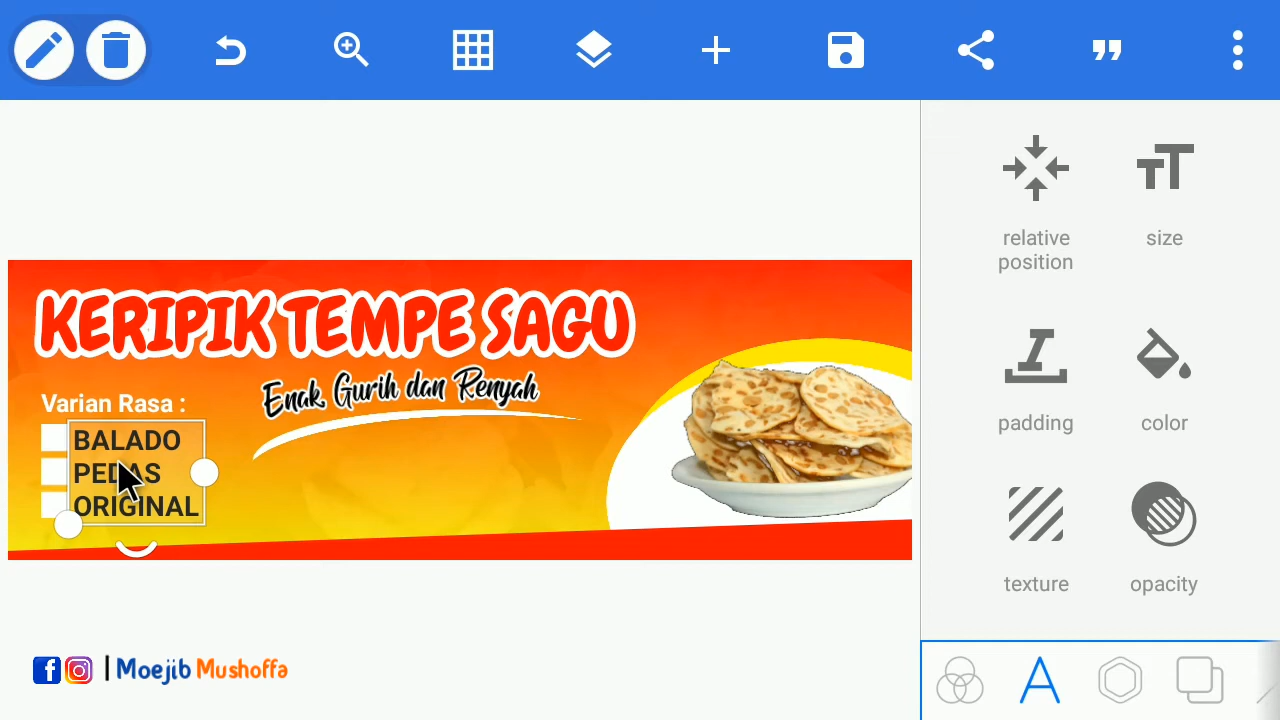 relative position
size
KERIPIK TEMPE SAGU
Enak Gurih dan Renyah
Varian Rasa :
BALADO
PEDAS
ORIGINAL
padding
color
texture
opacity
| Moejib Mushoffa